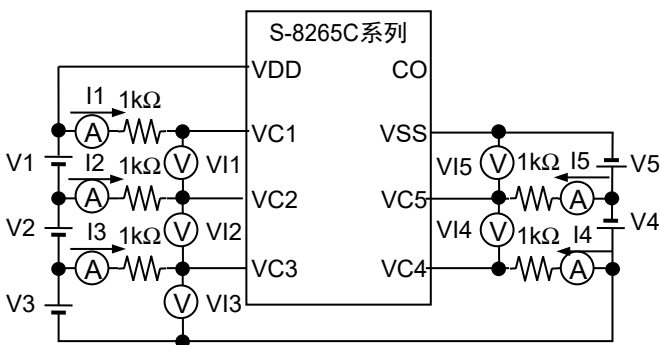 S-8265C系列
VDD
CO
I1
1kΩ
A
VC1
VSS
V1
I2
1kΩ
V
VI1
VI5
V
1kΩ
I5
V5
A
VC2
VC5
A
V2
I3
1kΩ
V
VI2
VI4
V
1kΩ
I4
V4
A
VC3
VC4
A
V3
V
VI3